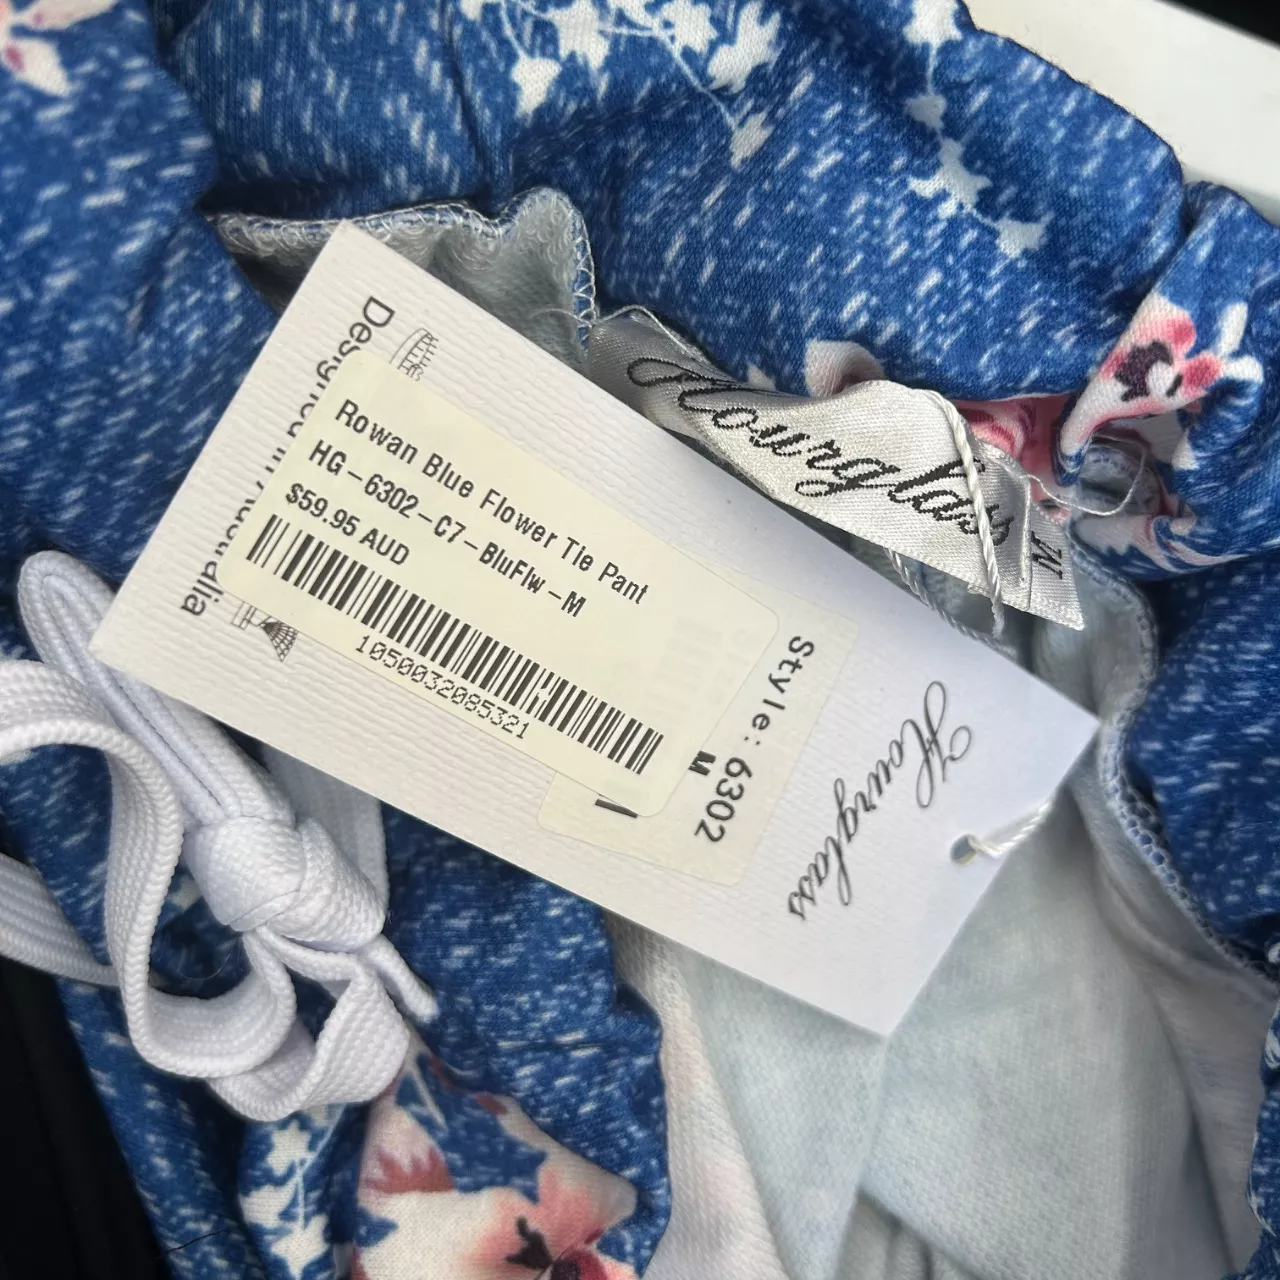 Rowan Blue Flower Tie Pant
HG-6302-C7-BluFlw-M
$59.95 AUD
1050032085321
Style: 6302
M
Hourglass
Designed in Australia
Hourglass
M